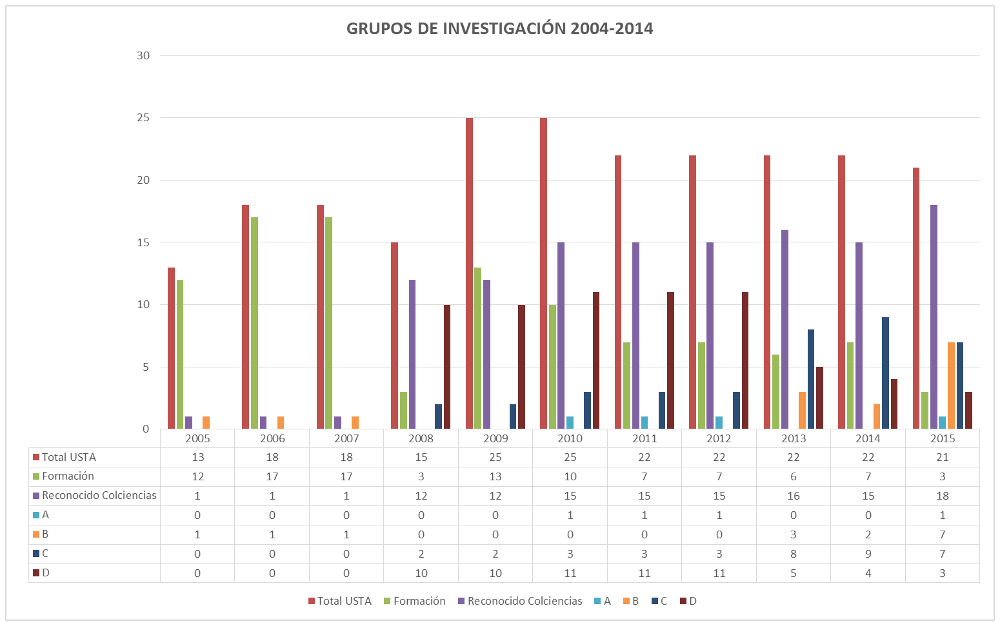 GRUPOS DE INVESTIGACIÓN 2004-2014
30
25
20
15
10
5
0
2005 2006 2007 2008 2009 2010 2011 2012 2013 2014 2015
Total USTA 13 18 18 15 25 25 22 22 22 22 21
Formación 12 17 17 3 13 10 7 7 6 7 3
Reconocido Colciencias 1 1 1 12 12 15 15 15 16 15 18
A 0 0 0 0 0 1 1 1 0 0 1
B 1 1 1 0 0 0 0 0 3 2 7
C 0 0 0 2 2 3 3 3 8 9 7
D 0 0 0 10 10 11 11 11 5 4 3
Total USTA Formación Reconocido Colciencias A B C D